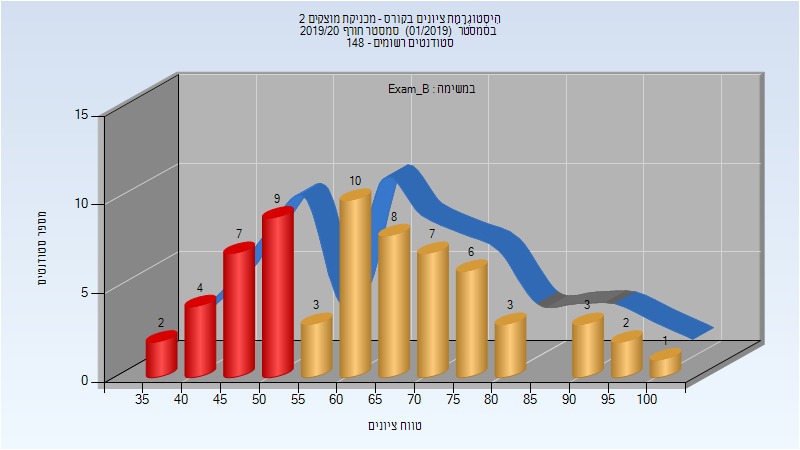 היסטוגרמת ציונים בקורס - מכניקת מוצקים 2
בסמסטר (01/2019) סמסטר חורף 2019/20
סטודנטים רשומים - 148
במשימה : Exam_B
מספר סטודנטים
15
10
5
0
2
4
7
9
3
10
8
7
6
3
3
2
1
35 40 45 50 55 60 65 70 75 80 85 90 95 100
טווח ציונים